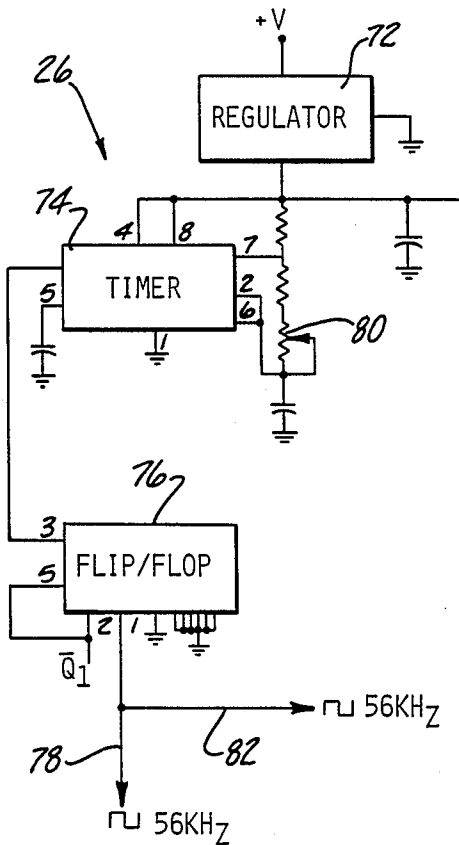 +V
72
26
REGULATOR
74
4 8
7
TIMER
2
5
6
80
1
76
3
FLIP/FLOP
5
2 1
Q̅1
56KHZ
78
82
56KHZ